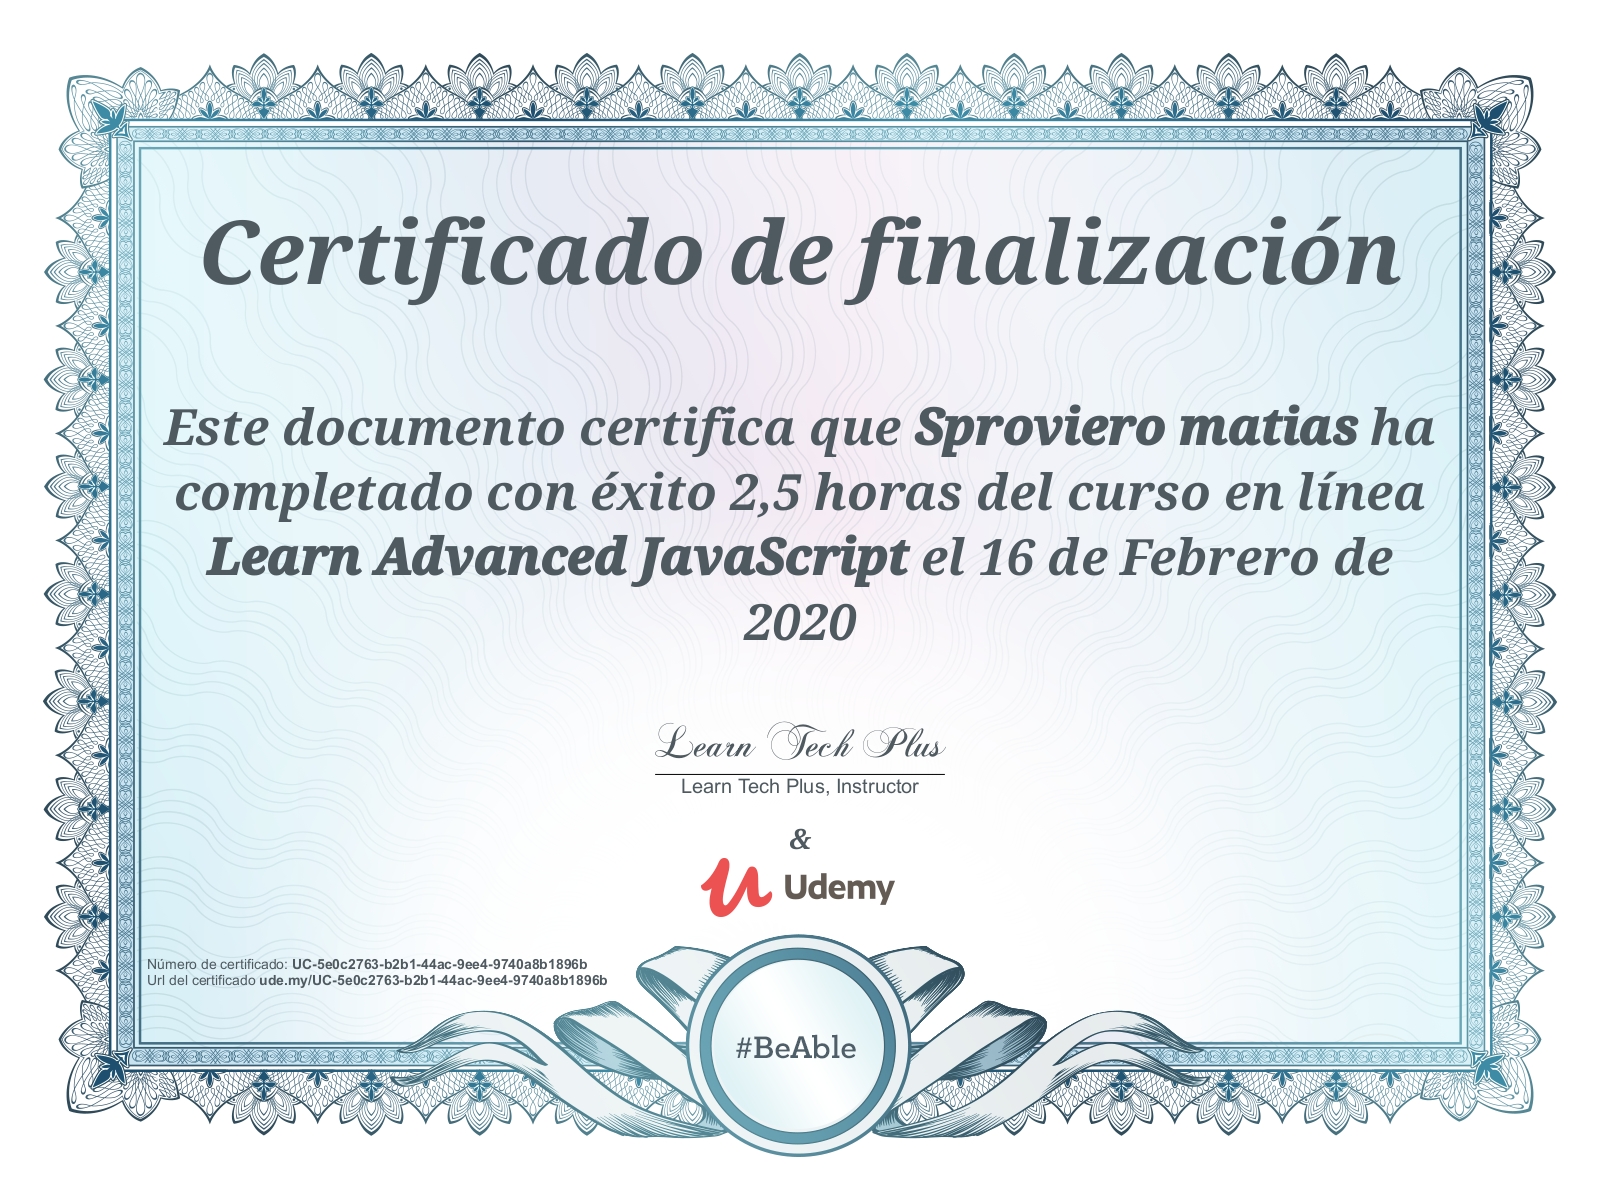 Certificado de finalización
Este documento certifica que Sproviero matias ha
completado con éxito 2,5 horas del curso en línea
Learn Advanced JavaScript el 16 de Febrero de
2020
Learn Tech Plus
Learn Tech Plus, Instructor
&
Udemy
Número de certificado: UC-5e0c2763-b2b1-44ac-9ee4-9740a8b1896b
Url del certificado ude.my/UC-5e0c2763-b2b1-44ac-9ee4-9740a8b1896b
#BeAble